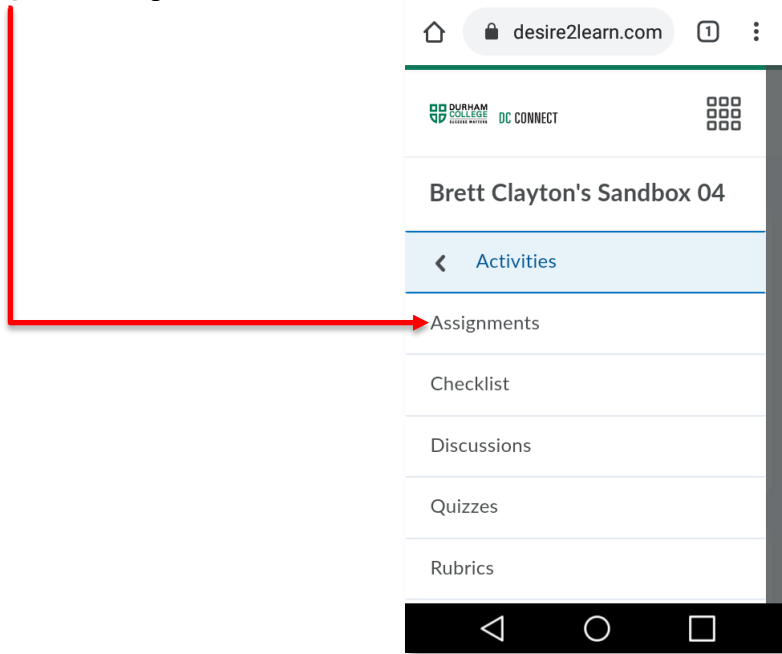 desire2learn.com
1
DURHAM
COLLEGE
SUCCESS MATTERS
DC CONNECT
Brett Clayton's Sandbox 04
Activities
Assignments
Checklist
Discussions
Quizzes
Rubrics